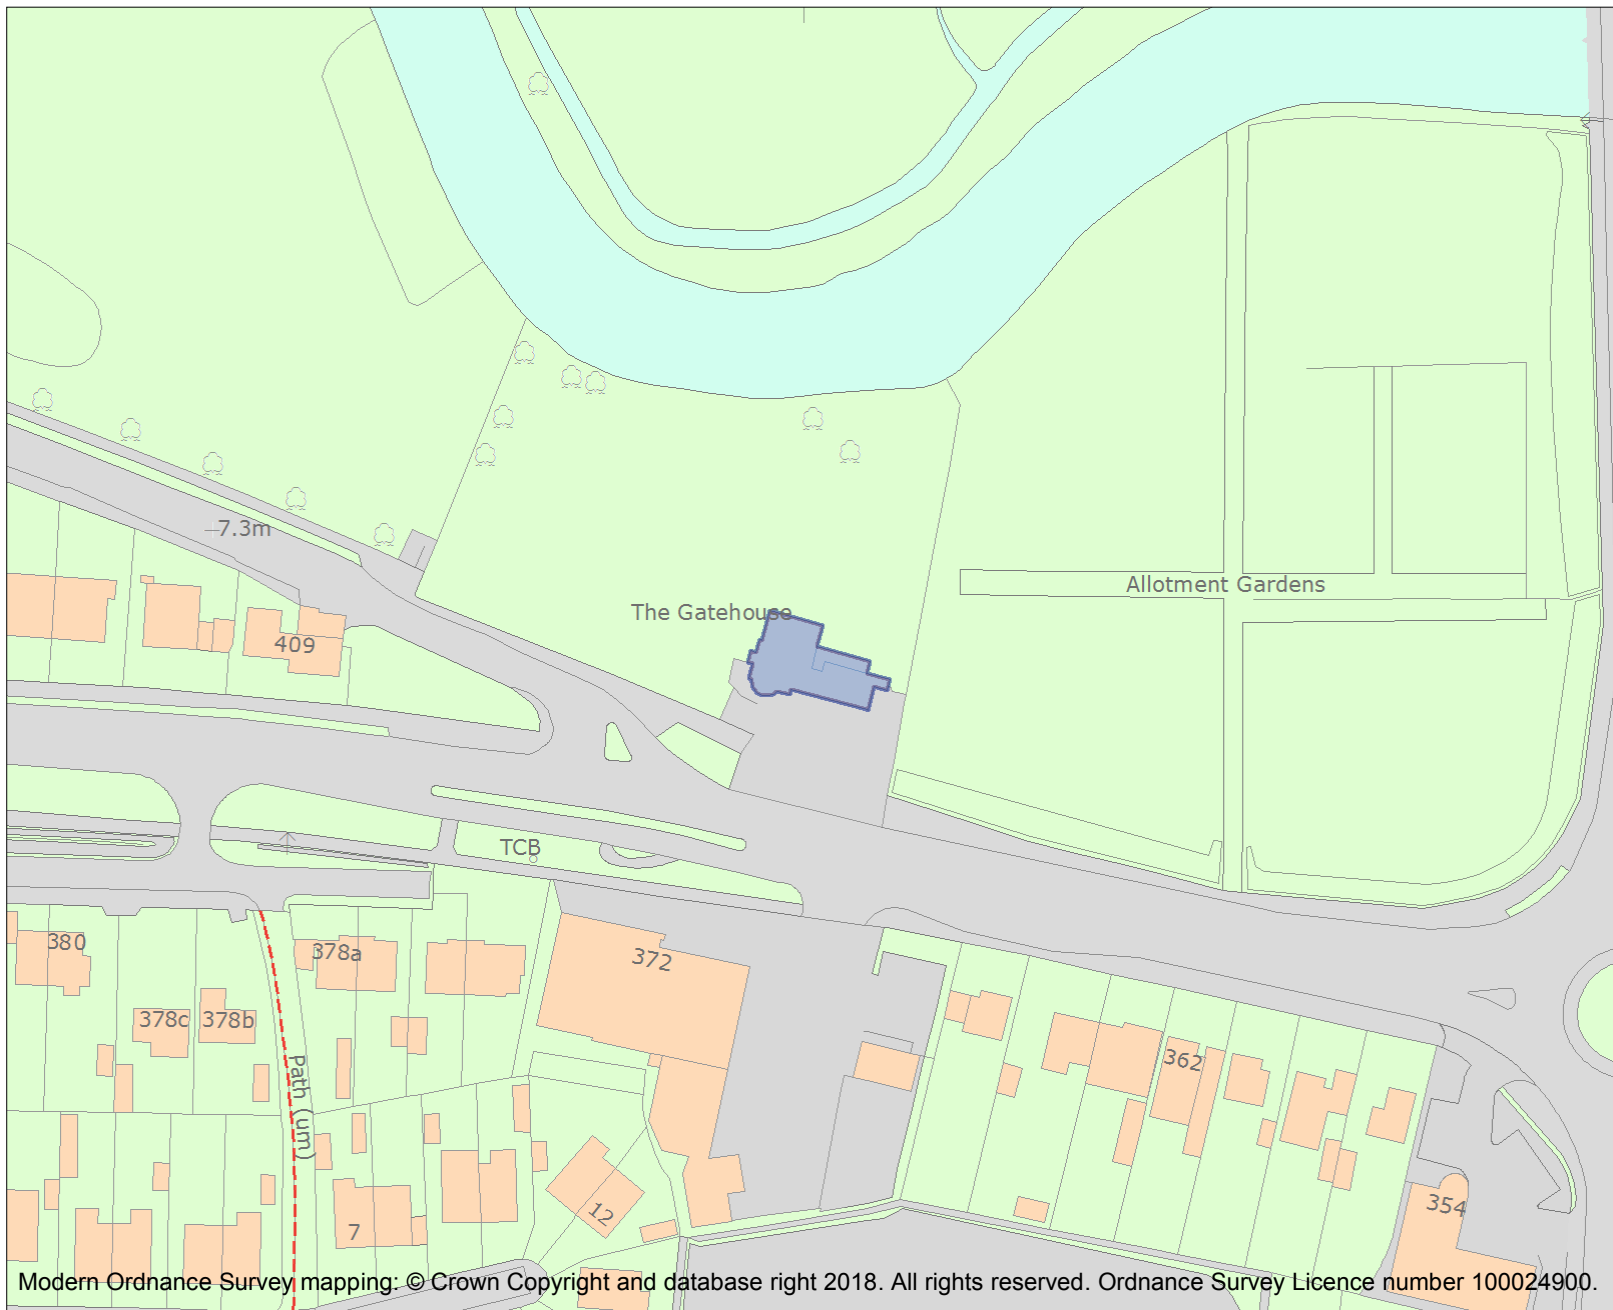 7.3m
Allotment Gardens
The Gatehouse
409
TCB
380
378a
372
378c
378b
362
Path (um)
354
12
7
Modern Ordnance Survey mapping: © Crown Copyright and database right 2018. All rights reserved. Ordnance Survey Licence number 100024900.